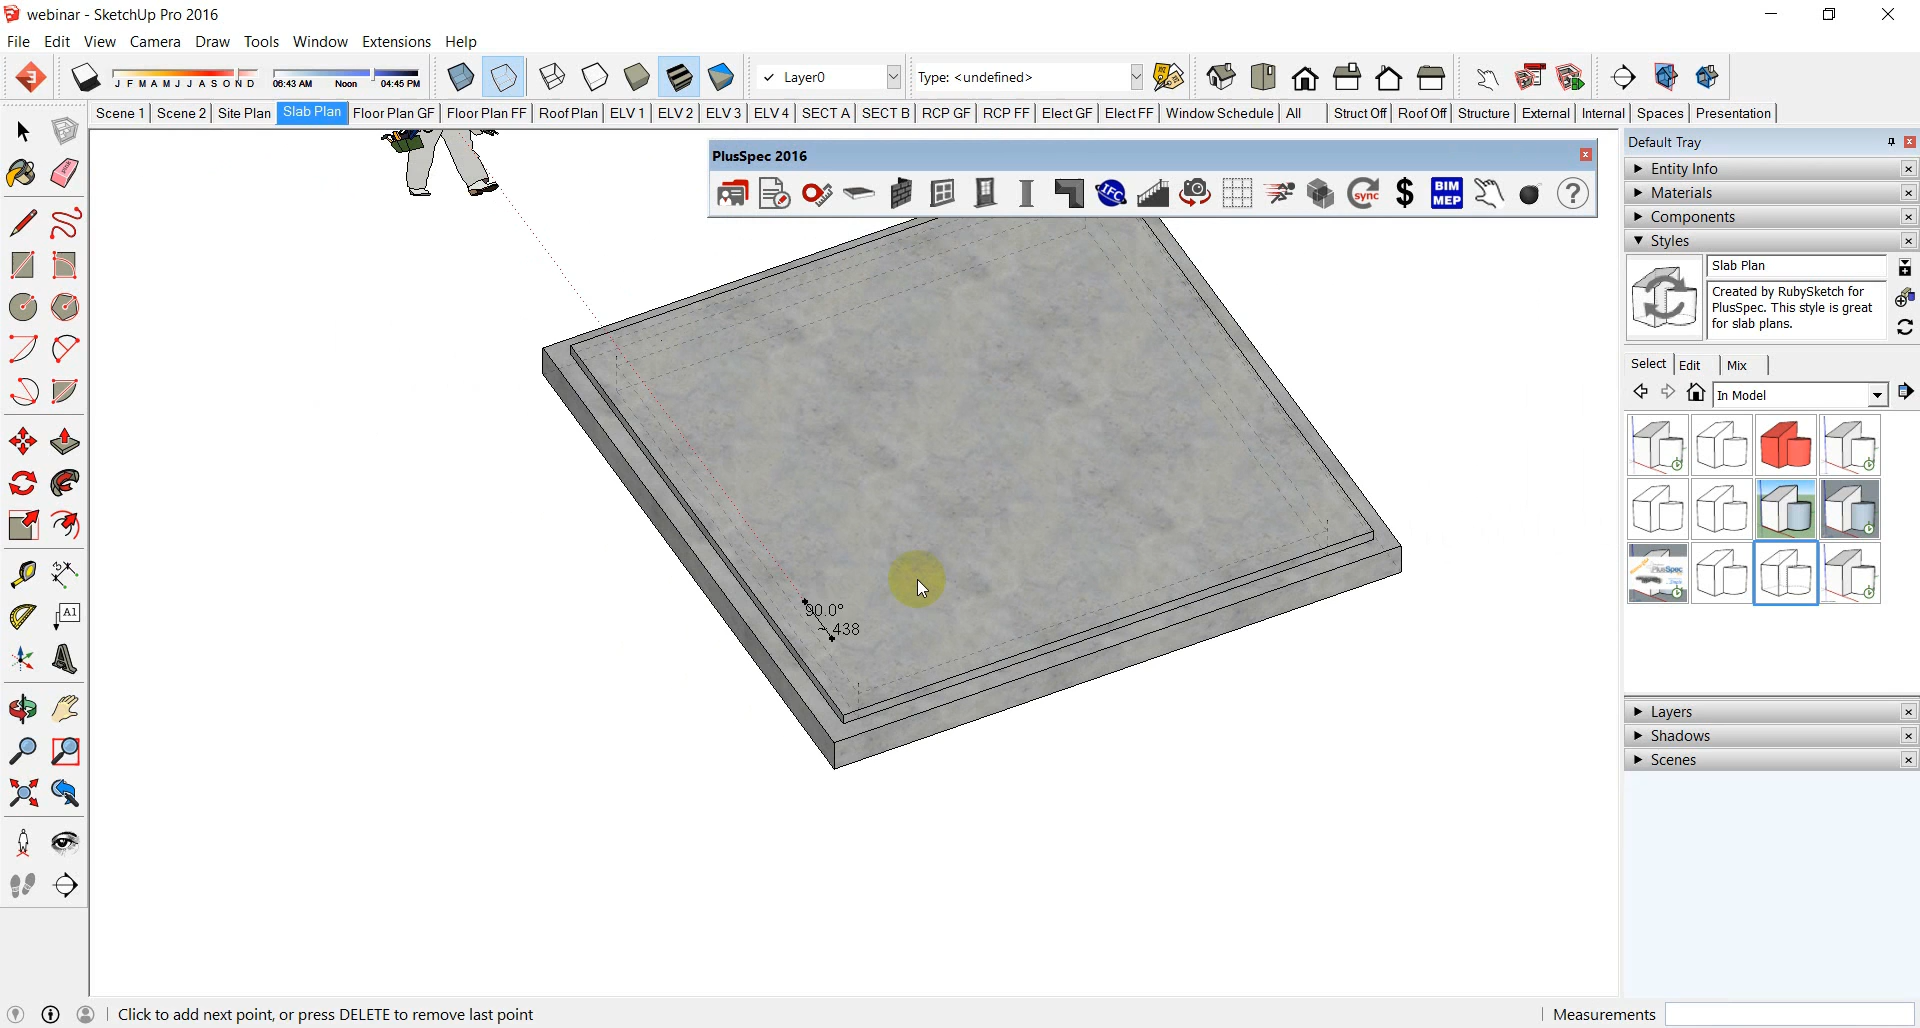 webinar - SketchUp Pro 2016
File Edit View Camera Draw Tools Window Extensions Help
J F M A M J J A S O N D
06:43 AM Noon 04:45 PM
Layer0
Type: <undefined>
Scene 1 Scene 2 Site Plan Slab Plan Floor Plan GF Floor Plan FF Roof Plan ELV 1 ELV 2 ELV 3 ELV 4 SECT A SECT B RCP GF RCP FF Elect GF Elect FF Window Schedule All Struct Off Roof Off Structure External Internal Spaces Presentation
PlusSpec 2016
IFC
sync
$
BIM
MEP
?
Default Tray
Entity Info
Materials
Components
Styles
Slab Plan
Created by RubySketch for
PlusSpec. This style is great
for slab plans.
Select Edit Mix
In Model
PlusSpec
Layers
Shadows
Scenes
A1
90.0°
~ 438
Click to add next point, or press DELETE to remove last point
Measurements